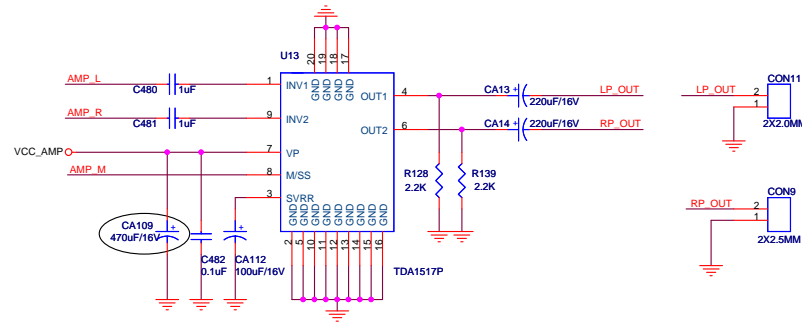 20
19
18
17
U13
GND
GND
GND
GND
AMP_L
C480
1uF
1
INV1
OUT1
4
CA13
+
220uF/16V
LP_OUT
LP_OUT
CON11
2
1
2X2.0MM
AMP_R
C481
1uF
9
INV2
OUT2
6
CA14
+
220uF/16V
RP_OUT
VCC_AMP
7
VP
AMP_M
8
M/SS
R128
2.2K
R139
2.2K
3
SVRR
CON9
RP_OUT
2
1
2X2.5MM
CA109
+
470uF/16V
C482
0.1uF
+
CA112
100uF/16V
GND
GND
GND
GND
GND
GND
GND
GND
GND
2
5
10
11
12
13
14
15
16
TDA1517P